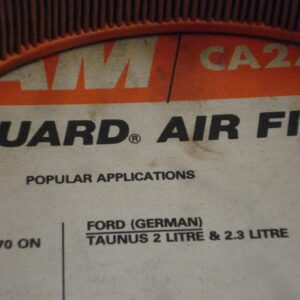 AM CA2
UARD® AIR FI
POPULAR APPLICATIONS
FORD (GERMAN)
70 ON TAUNUS 2 LITRE & 2.3 LITRE